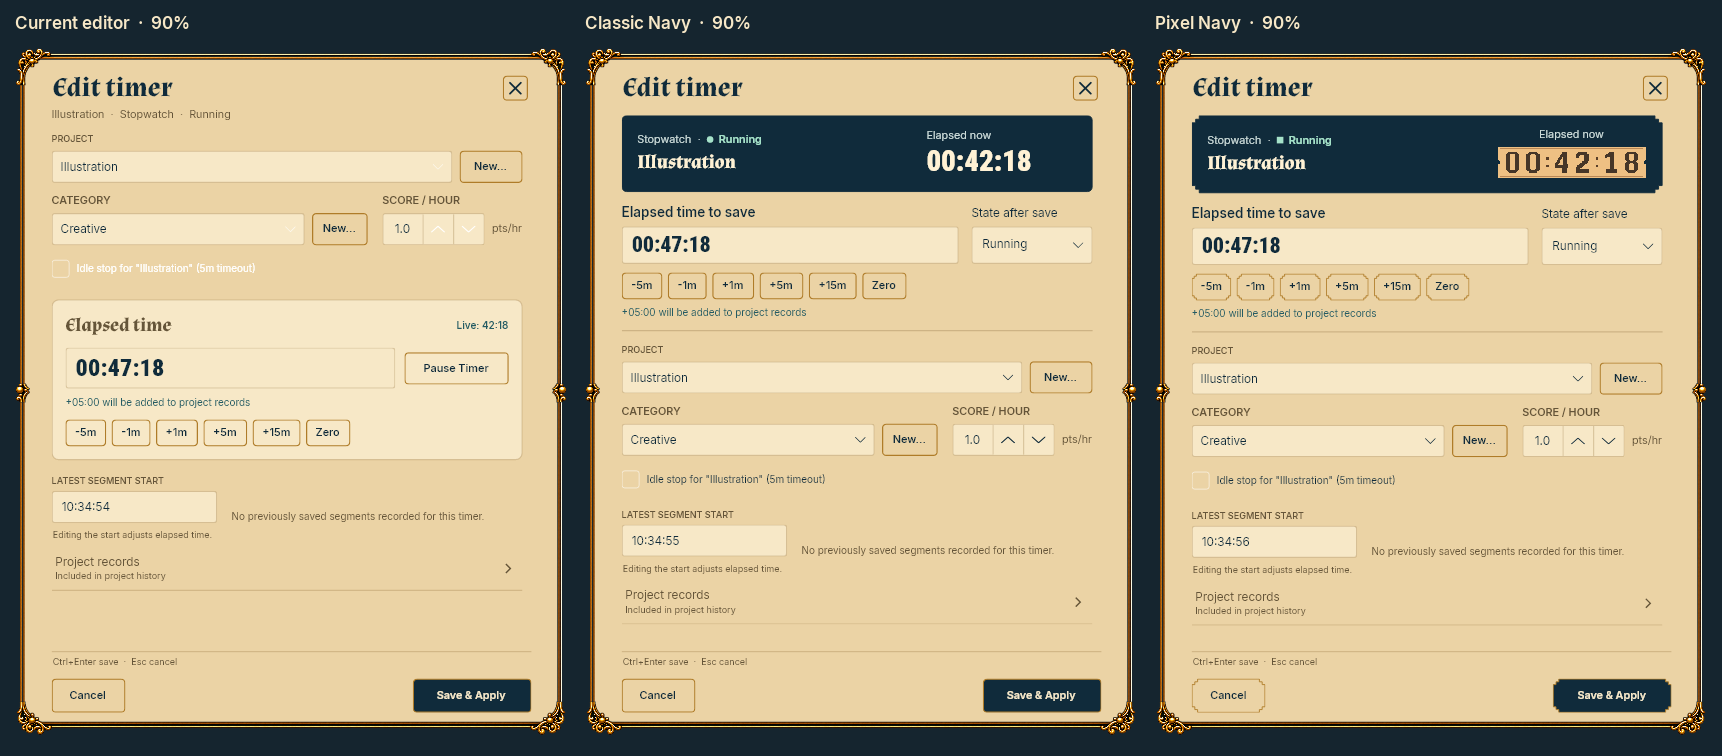 Current editor · 90%
Edit timer
Illustration · Stopwatch · Running
PROJECT
Illustration
New...
CATEGORY
SCORE / HOUR
Creative
New...
1.0
pts/hr
Idle stop for "Illustration" (5m timeout)
Elapsed time
Live: 42:18
00:47:18
Pause Timer
+05:00 will be added to project records
-5m
-1m
+1m
+5m
+15m
Zero
LATEST SEGMENT START
10:34:54
No previously saved segments recorded for this timer.
Editing the start adjusts elapsed time.
Project records
Included in project history
Ctrl+Enter save · Esc cancel
Cancel
Save & Apply
Classic Navy · 90%
Edit timer
Stopwatch · Running
Illustration
Elapsed now
00:42:18
Elapsed time to save
State after save
00:47:18
Running
-5m
-1m
+1m
+5m
+15m
Zero
+05:00 will be added to project records
PROJECT
Illustration
New...
CATEGORY
SCORE / HOUR
Creative
New...
1.0
pts/hr
Idle stop for "Illustration" (5m timeout)
LATEST SEGMENT START
10:34:55
No previously saved segments recorded for this timer.
Editing the start adjusts elapsed time.
Project records
Included in project history
Ctrl+Enter save · Esc cancel
Cancel
Save & Apply
Pixel Navy · 90%
Edit timer
Stopwatch · Running
Illustration
Elapsed now
00:42:18
Elapsed time to save
State after save
00:47:18
Running
-5m
-1m
+1m
+5m
+15m
Zero
+05:00 will be added to project records
PROJECT
Illustration
New...
CATEGORY
SCORE / HOUR
Creative
New...
1.0
pts/hr
Idle stop for "Illustration" (5m timeout)
LATEST SEGMENT START
10:34:56
No previously saved segments recorded for this timer.
Editing the start adjusts elapsed time.
Project records
Included in project history
Ctrl+Enter save · Esc cancel
Cancel
Save & Apply